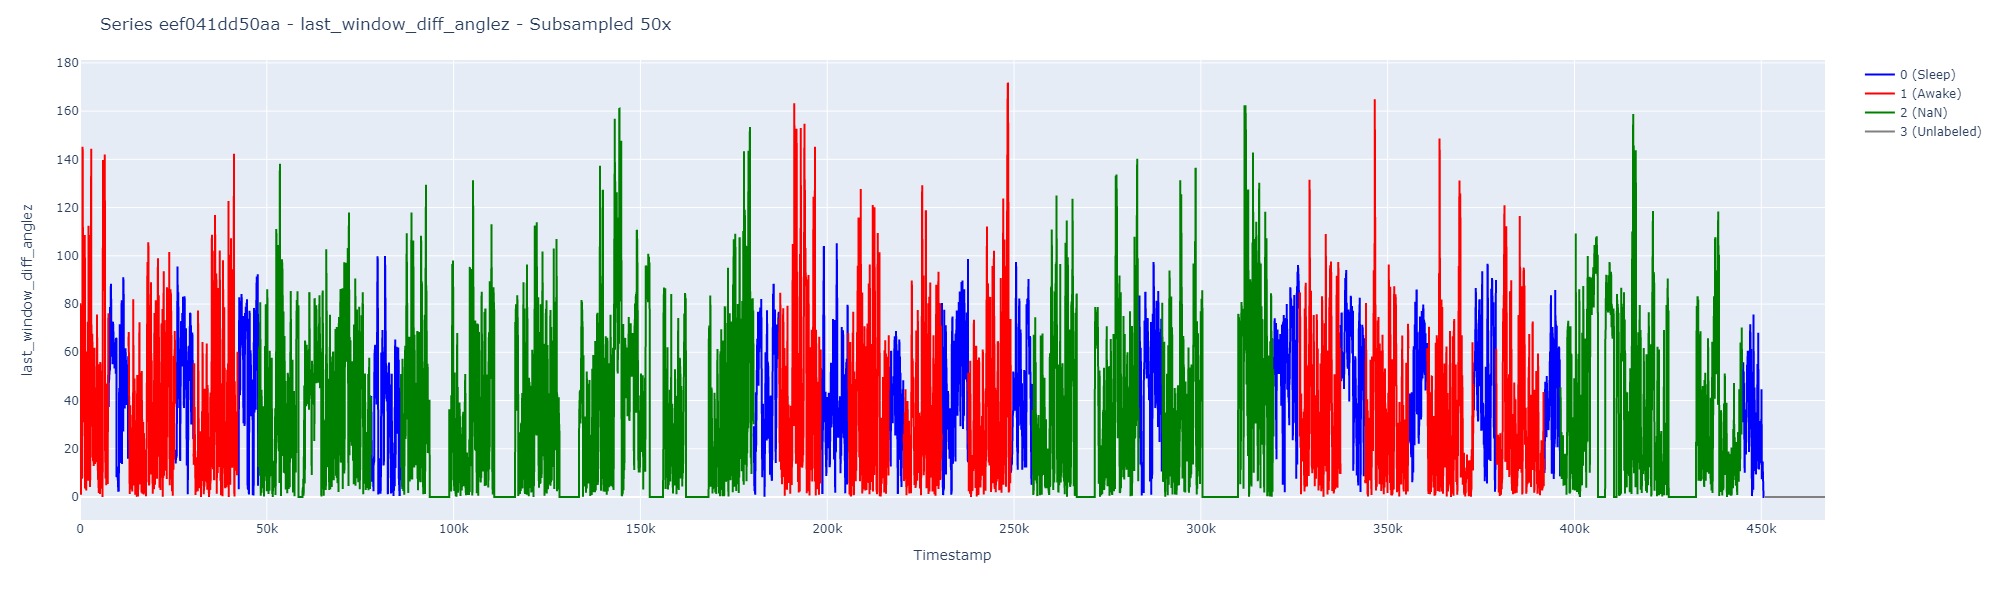 Series eef041dd50aa - last_window_diff_anglez - Subsampled 50x
180
160
140
120
100
80
60
40
20
0
last_window_diff_anglez
0 50k 100k 150k 200k 250k 300k 350k 400k 450k
Timestamp
0 (Sleep)
1 (Awake)
2 (NaN)
3 (Unlabeled)